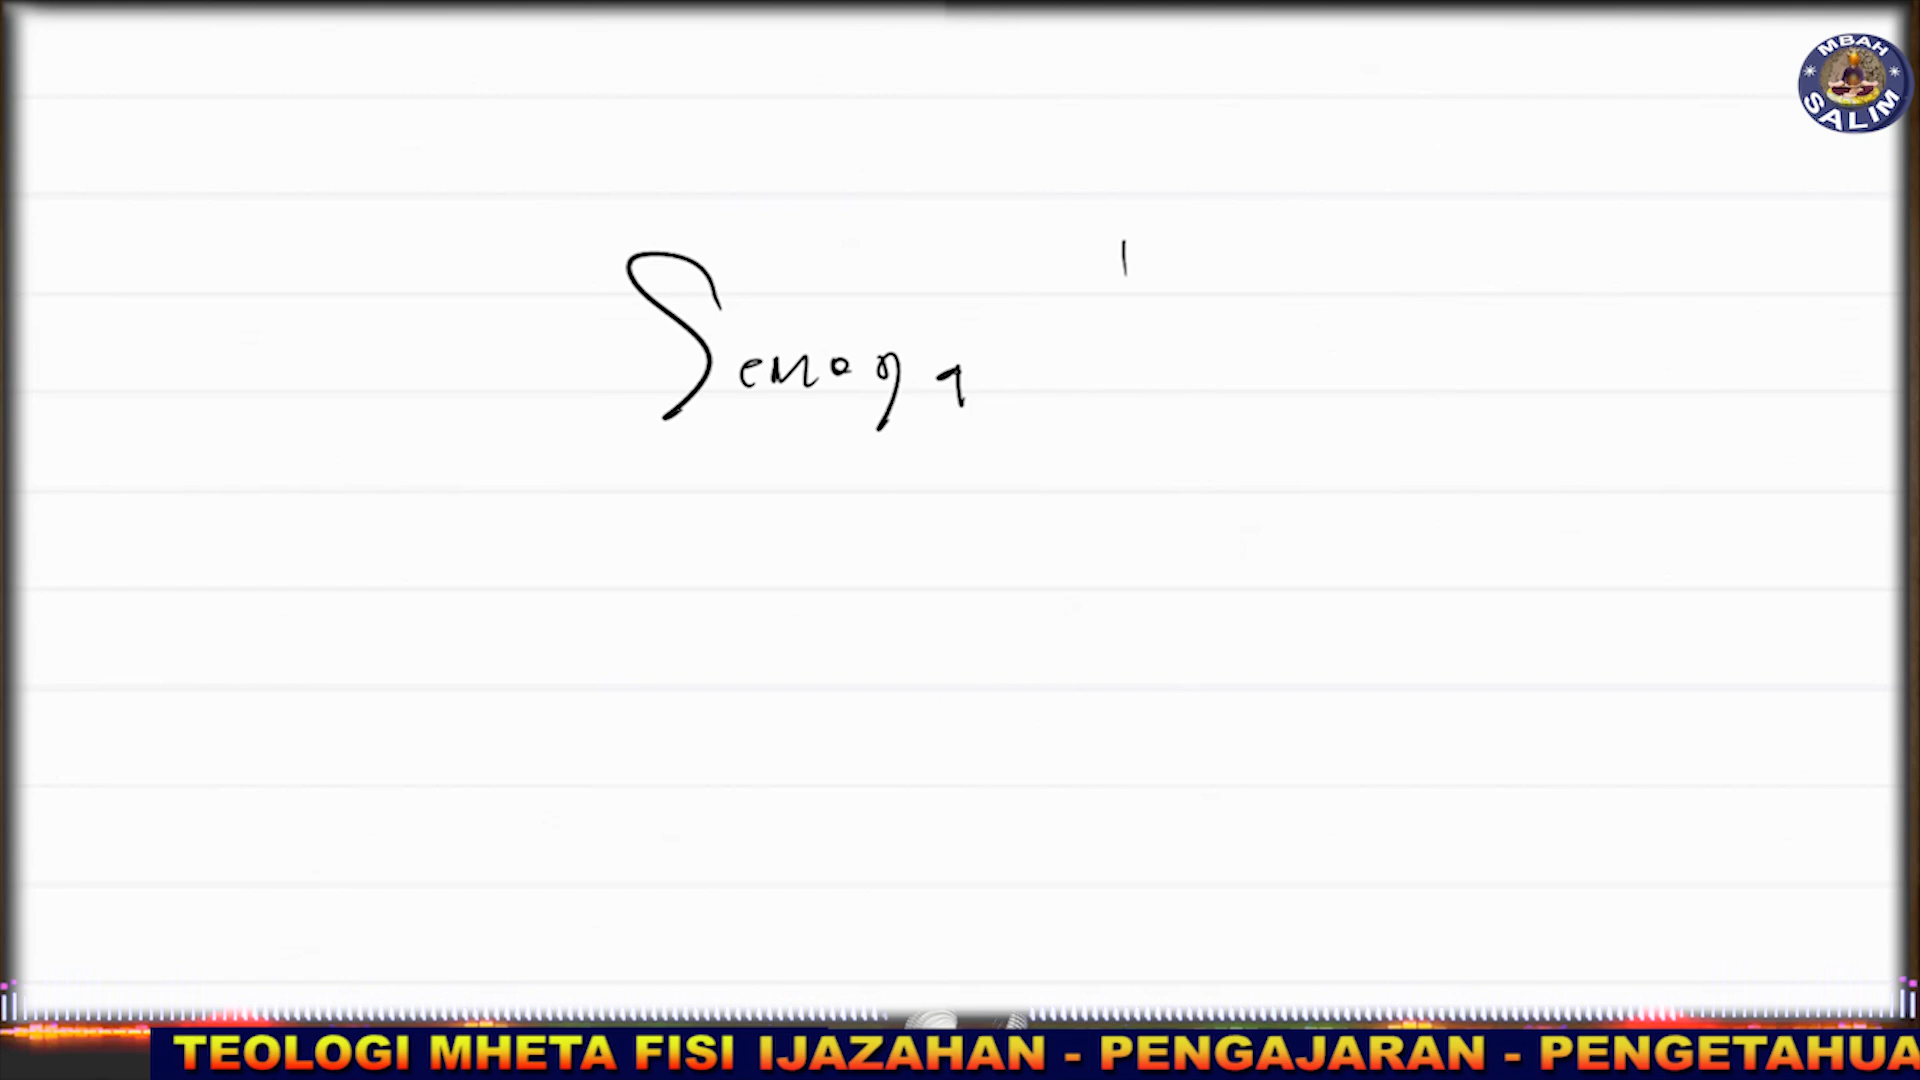 MBAH SALIM
Semoga
TEOLOGI MHETA FISI IJAZAHAN - PENGAJARAN - PENGETAHUA